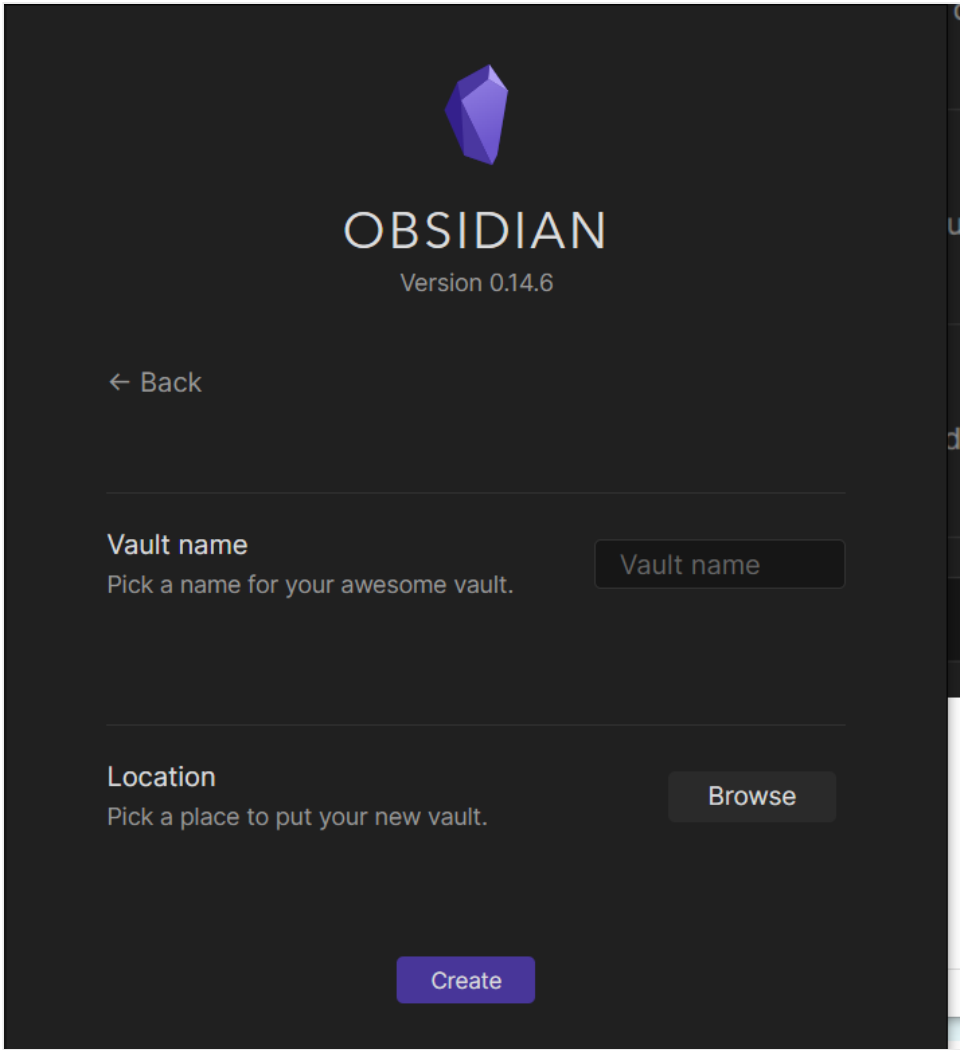 OBSIDIAN
Version 0.14.6
← Back
Vault name
Pick a name for your awesome vault.
Vault name
Location
Pick a place to put your new vault.
Browse
Create